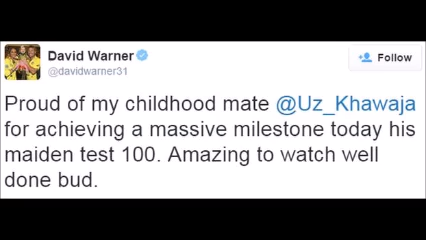 David Warner
@davidwarner31
Follow
Proud of my childhood mate @Uz_Khawaja
for achieving a massive milestone today his
maiden test 100. Amazing to watch well
done bud.